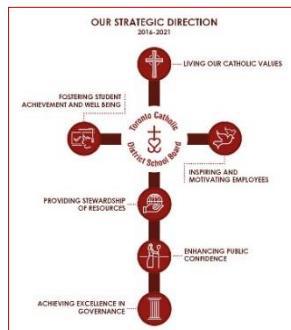 OUR STRATEGIC DIRECTION
2016-2021
LIVING OUR CATHOLIC VALUES
FOSTERING STUDENT
ACHIEVEMENT AND WELL BEING
Toronto Catholic
District School Board
INSPIRING AND
MOTIVATING EMPLOYEES
PROVIDING STEWARDSHIP
OF RESOURCES
ENHANCING PUBLIC
CONFIDENCE
ACHIEVING EXCELLENCE IN
GOVERNANCE